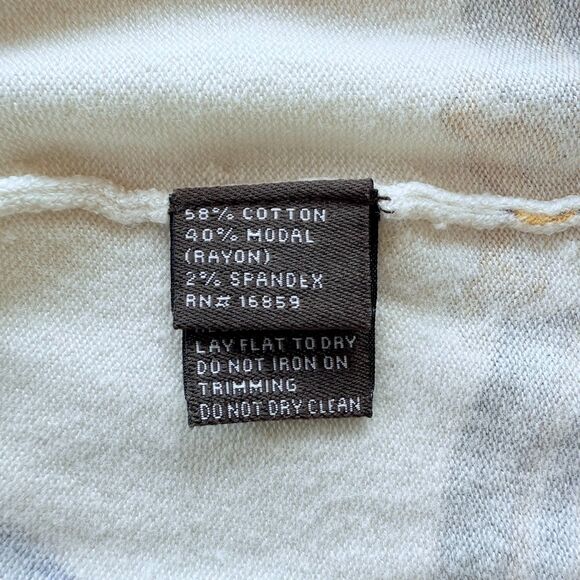 58% COTTON
40% MODAL
(RAYON)
2% SPANDEX
RN# 16859
LAY FLAT TO DRY
DO NOT IRON ON
TRIMMING
DO NOT DRY CLEAN